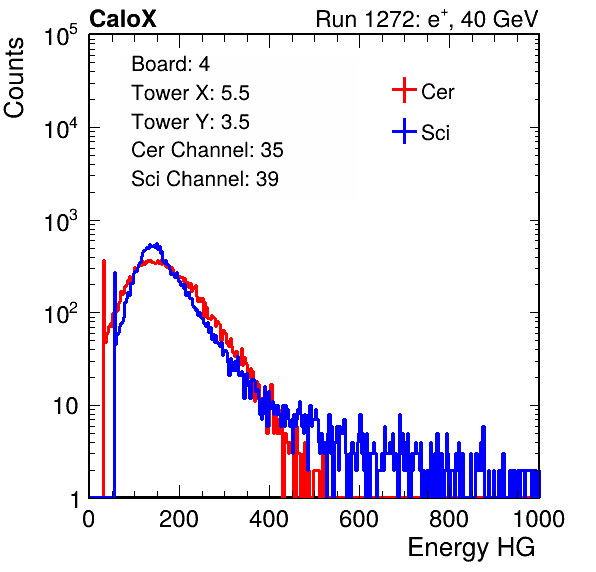 CaloX Run 1272: e+, 40 GeV
Counts
Board: 4
Tower X: 5.5
Tower Y: 3.5
Cer Channel: 35
Sci Channel: 39
Cer
Sci
10^5
10^4
10^3
10^2
10
1
0 200 400 600 800 1000
Energy HG